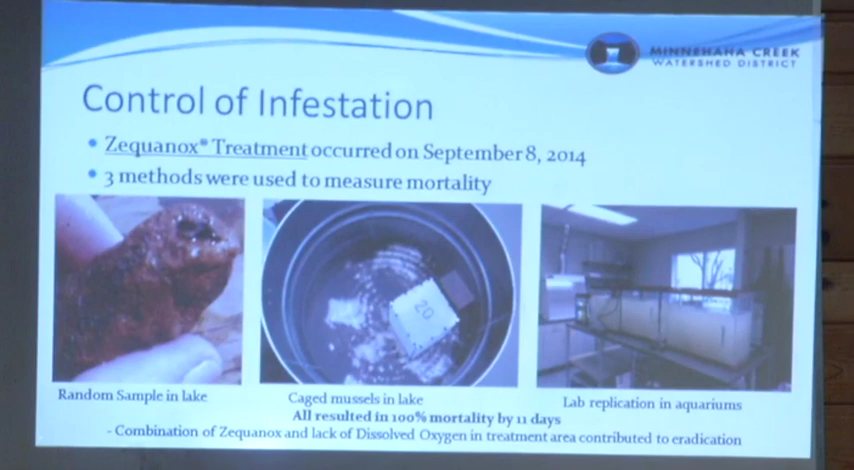 MINNEHAHA CREEK
WATERSHED DISTRICT
Control of Infestation
• Zequanox® Treatment occurred on September 8, 2014
• 3 methods were used to measure mortality
20
Random Sample in lake
Caged mussels in lake
Lab replication in aquariums
All resulted in 100% mortality by 11 days
- Combination of Zequanox and lack of Dissolved Oxygen in treatment area contributed to eradication